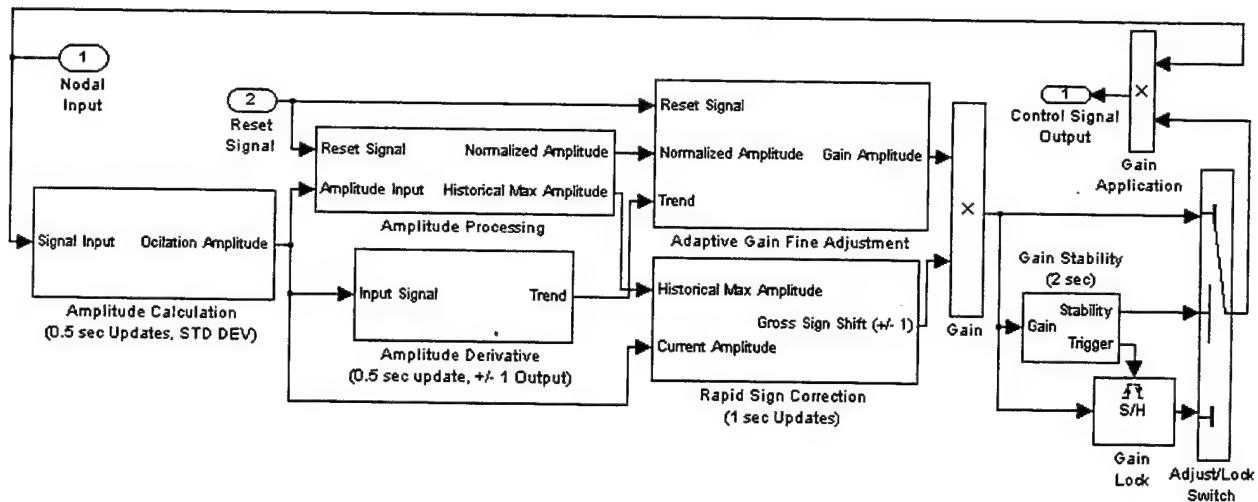 1
Nodal
Input
2
Reset
Signal
Signal Input
Ocilation Amplitude
Amplitude Calculation
(0.5 sec Updates, STD DEV)
Reset Signal
Normalized Amplitude
Amplitude Input
Historical Max Amplitude
Amplitude Processing
Input Signal
Trend
Amplitude Derivative
(0.5 sec update, +/- 1 Output)
Reset Signal
Normalized Amplitude
Gain Amplitude
Trend
Adaptive Gain Fine Adjustment
Historical Max Amplitude
Gross Sign Shift (+/- 1)
Current Amplitude
Rapid Sign Correction
(1 sec Updates)
×
Gain
1
Control Signal
Output
×
Gain
Application
Gain Stability
(2 sec)
Stability
Gain
Trigger
S/H
Gain
Lock
Adjust/Lock
Switch